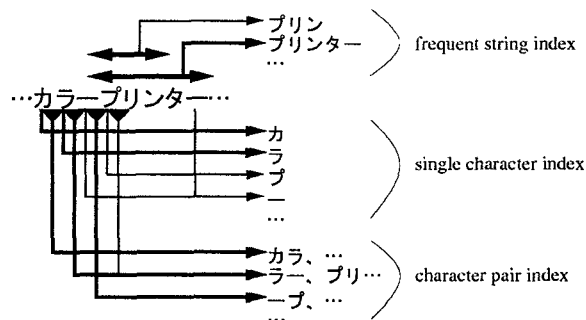 プリン
プリンター
…
frequent string index
…カラープリンター…
カ
ラ
プ
ー
…
single character index
カラ、…
ラー、プリ…
ープ、…
…
character pair index